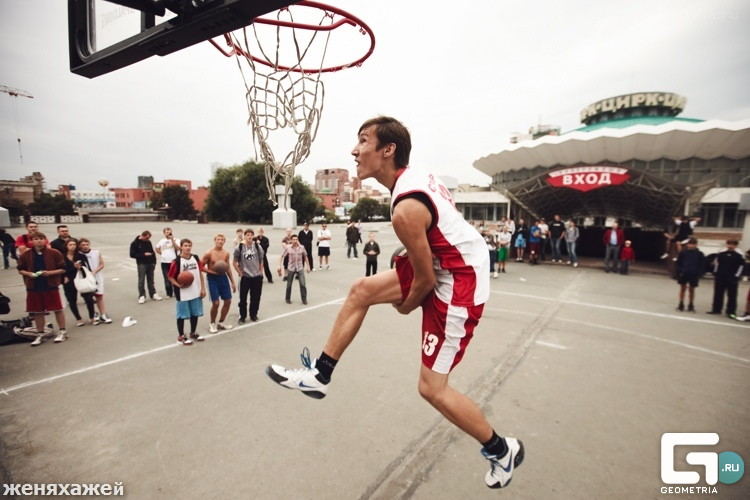 ЦИРК
ВХОД
13
женяхажей
G
.RU
GEOMETRIA